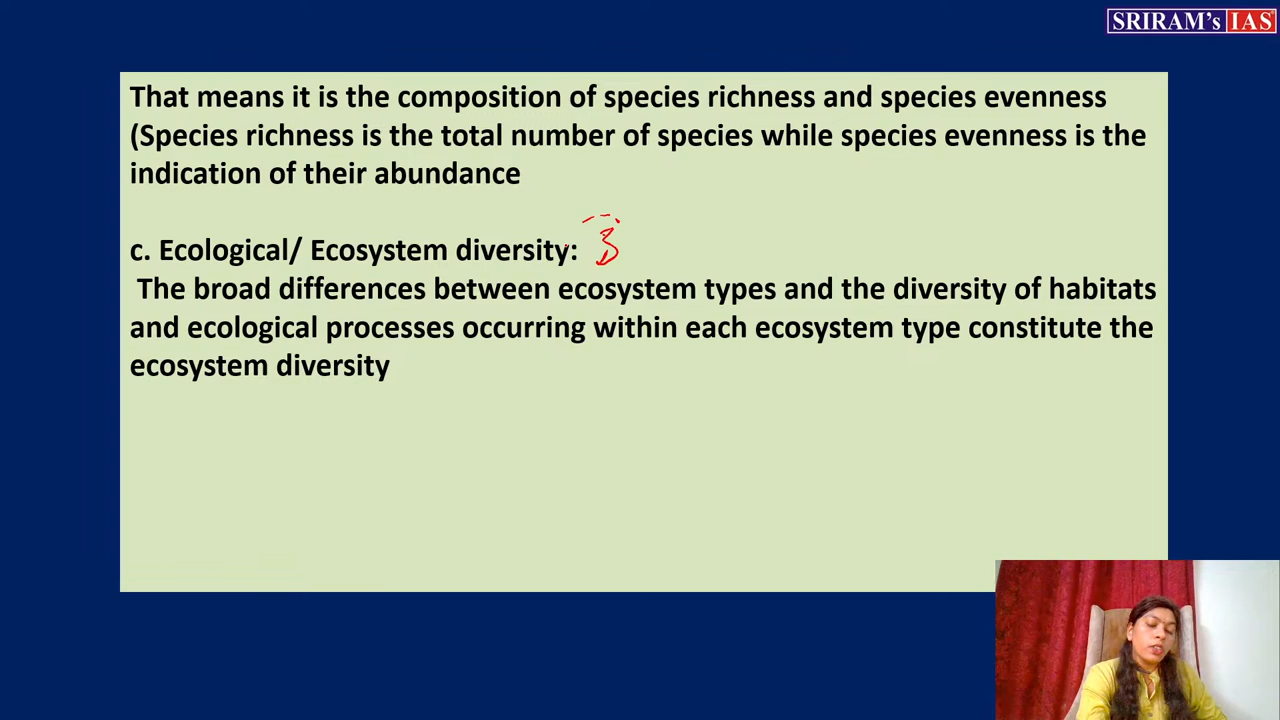 SRIRAM's IAS
That means it is the composition of species richness and species evenness
(Species richness is the total number of species while species evenness is the
indication of their abundance
c. Ecological/ Ecosystem diversity:
The broad differences between ecosystem types and the diversity of habitats
and ecological processes occurring within each ecosystem type constitute the
ecosystem diversity